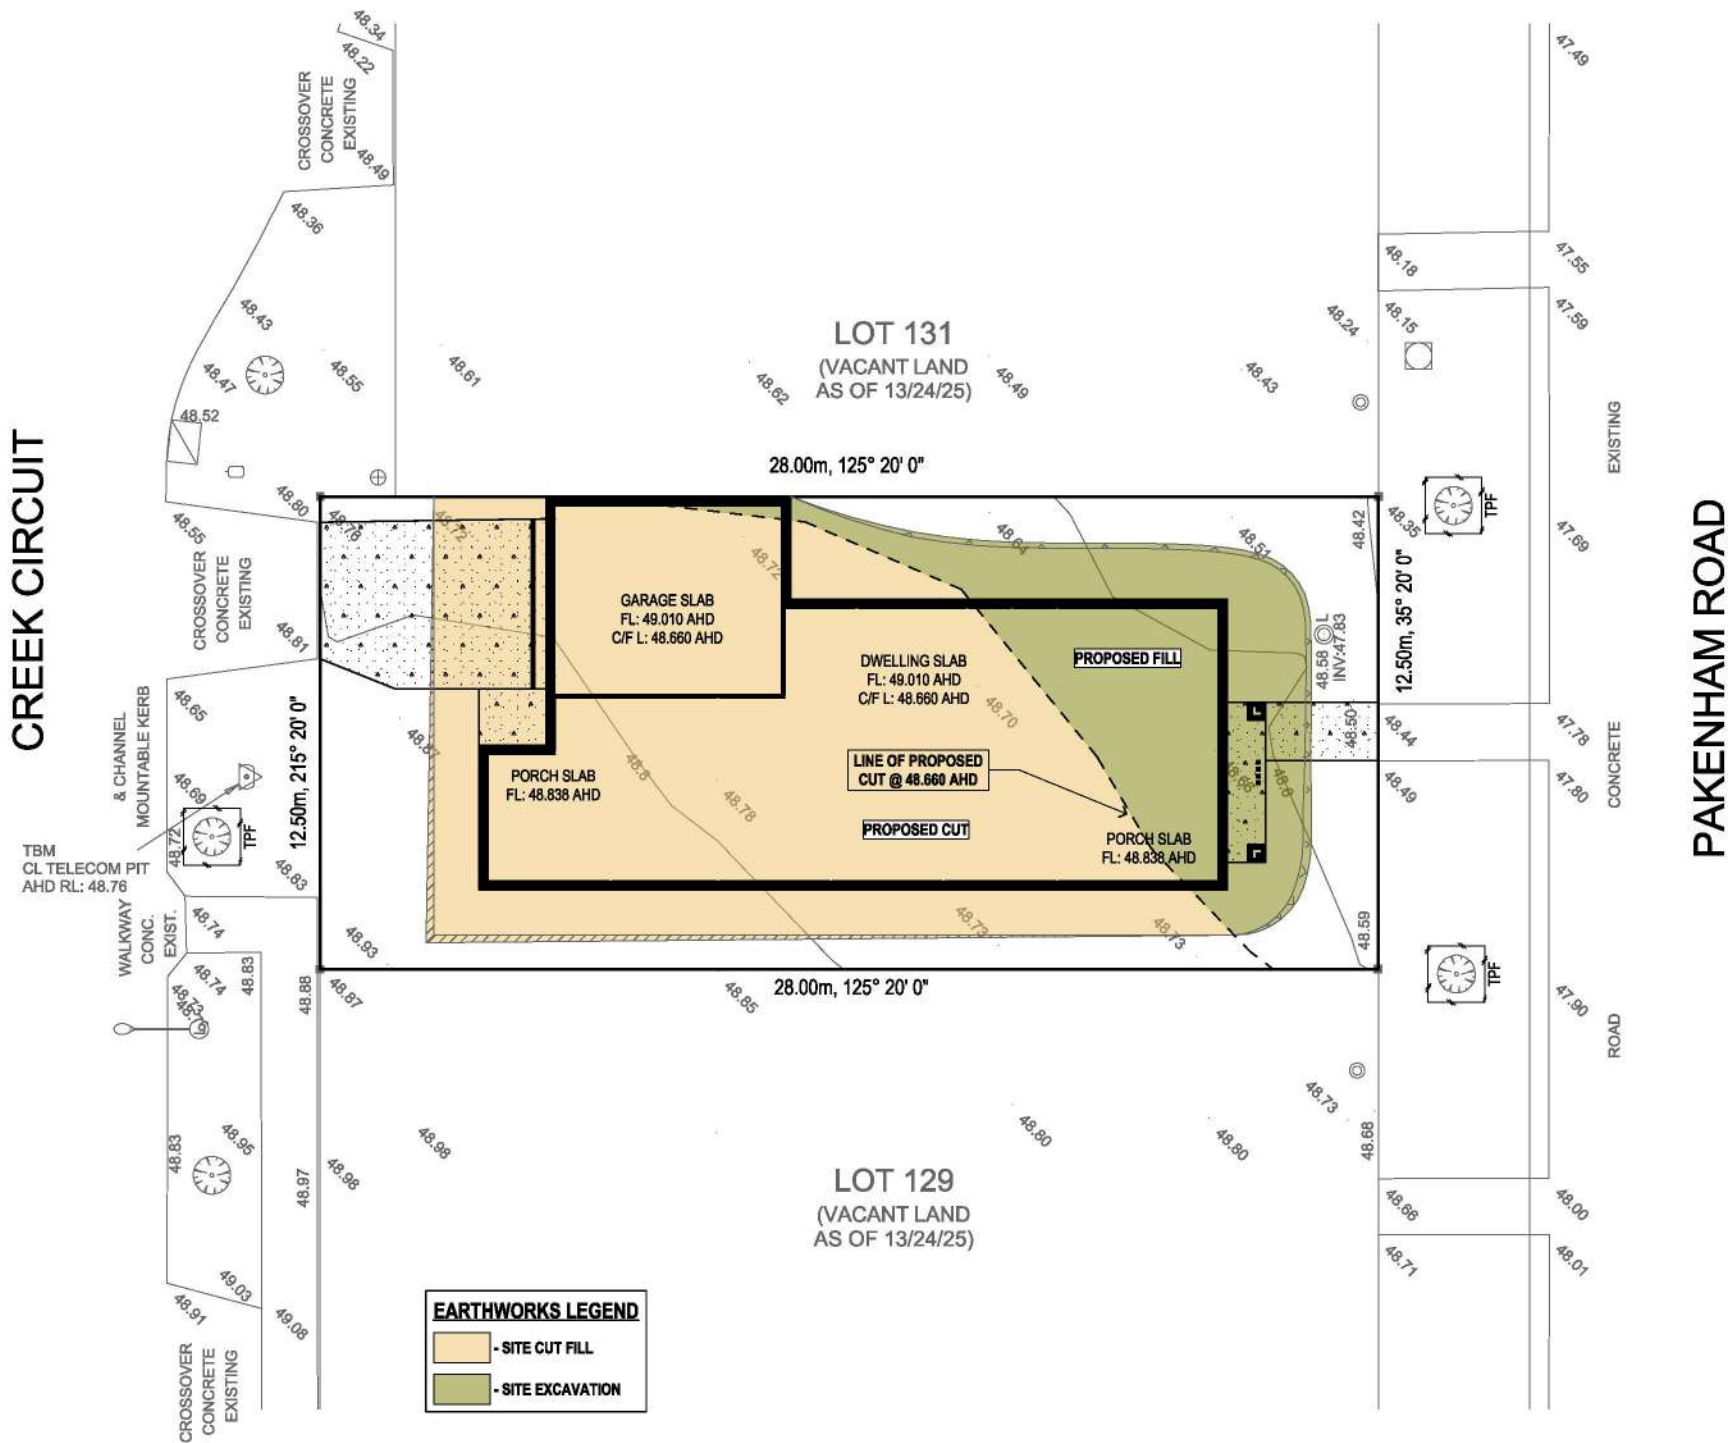 48.34
48.22
CROSSOVER
CONCRETE
EXISTING
48.49
48.36
48.43
48.47
48.55
48.52
48.61
LOT 131
(VACANT LAND
AS OF 13/24/25)
48.62
48.49
48.43
48.24
47.49
48.18
47.55
48.15
47.59
EXISTING
CREEK CIRCUIT
28.00m, 125° 20' 0"
48.80
48.76
48.72
48.55
CROSSOVER
CONCRETE
EXISTING
48.81
48.72
48.64
48.51
48.42
48.35
TPF
47.69
PAKENHAM ROAD
GARAGE SLAB
FL: 49.010 AHD
C/F L: 48.660 AHD
DWELLING SLAB
FL: 49.010 AHD
C/F L: 48.660 AHD
PROPOSED FILL
48.58
L
INV:47.83
12.50m, 35° 20' 0"
48.65
& CHANNEL
MOUNTABLE KERB
12.50m, 215° 20' 0"
48.87
48.8
48.70
48.78
LINE OF PROPOSED
CUT @ 48.660 AHD
PROPOSED CUT
PORCH SLAB
FL: 48.838 AHD
PORCH SLAB
FL: 48.838 AHD
48.66
48.6
48.50
48.44
47.78
48.49
47.80
CONCRETE
48.69
48.72
TPF
TBM
CL TELECOM PIT
AHD RL: 48.76
48.83
WALKWAY
CONC.
EXIST.
48.74
48.93
48.73
48.73
48.59
48.74
48.83
48.73
48.76
48.88
48.87
48.85
28.00m, 125° 20' 0"
TPF
47.90
ROAD
48.83
48.95
48.97
48.98
48.98
48.80
48.80
48.73
48.68
LOT 129
(VACANT LAND
AS OF 13/24/25)
48.66
48.00
48.71
48.01
49.03
48.91
49.08
CROSSOVER
CONCRETE
EXISTING
EARTHWORKS LEGEND
- SITE CUT FILL
- SITE EXCAVATION